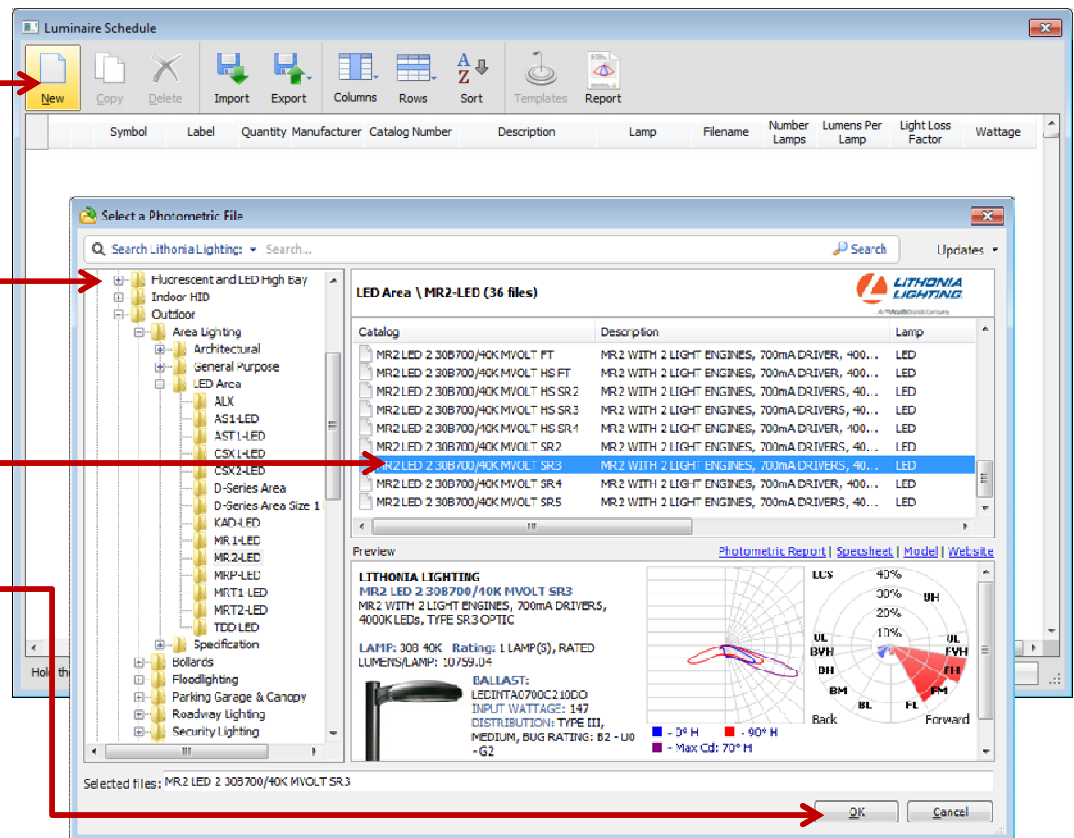 Luminaire Schedule
New Copy Delete Import Export Columns Rows Sort Templates Report
Symbol Label Quantity Manufacturer Catalog Number Description Lamp Filename Number Lamps Lumens Per Lamp Light Loss Factor Wattage
Select a Photometric File
Search Lithonia Lighting: Search... Search Updates
Fluorescent and LED High Bay
Indoor HID
Outdoor
Area Lighting
Architectural
General Purpose
LED Area
ALX
AS1-LED
AST1-LED
CSX1-LED
CSX2-LED
D-Series Area
D-Series Area Size 1
KAD-LED
MR1-LED
MR2-LED
MRP-LED
MRT1-LED
MRT2-LED
TDD LED
Specification
Bollards
Floodlighting
Parking Garage & Canopy
Roadway Lighting
Security Lighting
LED Area \ MR2-LED (36 files)
LITHONIA
LIGHTING
Catalog Description Lamp
MR2 LED 2 30B700/40K MVOLT FT MR2 WITH 2 LIGHT ENGINES, 700mA DRIVER, 400... LED
MR2 LED 2 30B700/40K MVOLT HS FT MR2 WITH 2 LIGHT ENGINES, 700mA DRIVER, 400... LED
MR2 LED 2 30B700/40K MVOLT HS SR2 MR2 WITH 2 LIGHT ENGINES, 700mA DRIVERS, 40... LED
MR2 LED 2 30B700/40K MVOLT HS SR3 MR2 WITH 2 LIGHT ENGINES, 700mA DRIVERS, 40... LED
MR2 LED 2 30B700/40K MVOLT HS SR4 MR2 WITH 2 LIGHT ENGINES, 700mA DRIVER, 400... LED
MR2 LED 2 30B700/40K MVOLT SR2 MR2 WITH 2 LIGHT ENGINES, 700mA DRIVERS, 40... LED
MR2 LED 2 30B700/40K MVOLT SR3 MR2 WITH 2 LIGHT ENGINES, 700mA DRIVERS, 40... LED
MR2 LED 2 30B700/40K MVOLT SR4 MR2 WITH 2 LIGHT ENGINES, 700mA DRIVER, 400... LED
MR2 LED 2 30B700/40K MVOLT SR5 MR2 WITH 2 LIGHT ENGINES, 700mA DRIVERS, 40... LED
Preview Photometric Report | Specsheet | Model | Website
LITHONIA LIGHTING
MR2 LED 2 30B700/40K MVOLT SR3
MR2 WITH 2 LIGHT ENGINES, 700mA DRIVERS,
4000K LEDs, TYPE SR3 OPTIC
LAMP: 30B 40K Rating: 1 LAMP(S), RATED
LUMENS/LAMP: 10759.04
BALLAST:
LEDINTA0700C210DO
INPUT WATTAGE: 147
DISTRIBUTION: TYPE III,
MEDIUM, BUG RATING: B2 - U0
- G2
- 0° H - 90° H
- Max Cd: 70° H
LCS 40%
30% UH
20%
10%
UL UL
BVH FVH
BH FH
BM FM
BL FL
Back Forward
Hold th
Selected files: MR2 LED 2 30B700/40K MVOLT SR3
OK Cancel